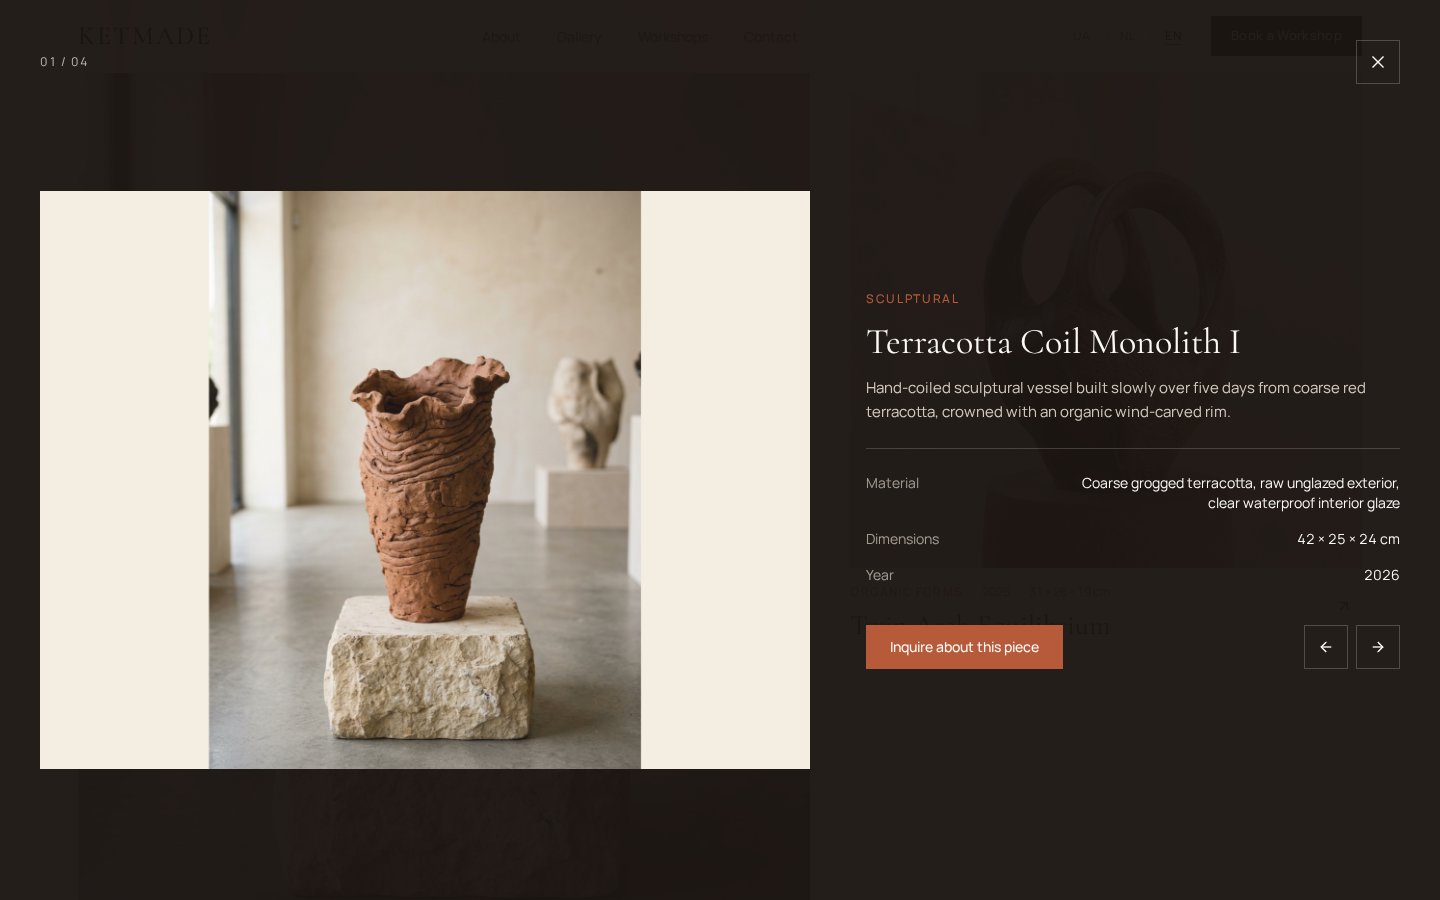 KETMADE
About Gallery Workshops Contact
UA / NL / EN
Book a Workshop
01 / 04
SCULPTURAL
Terracotta Coil Monolith I
Hand-coiled sculptural vessel built slowly over five days from coarse red
terracotta, crowned with an organic wind-carved rim.
Material
Coarse grogged terracotta, raw unglazed exterior,
clear waterproof interior glaze
Dimensions
42 × 25 × 24 cm
Year
2026
ORGANIC FORMS
Inquire about this piece